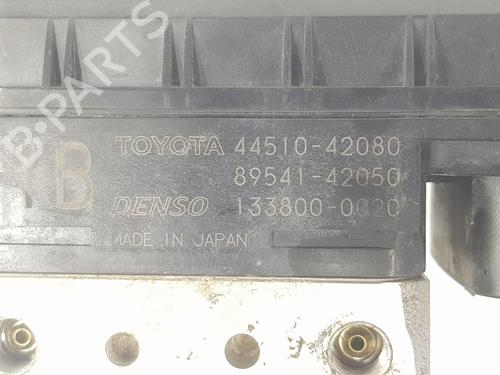 B-PARTS
TOYOTA 44510-42080
89541-42050
B
DENSO 133800-0820
MADE IN JAPAN